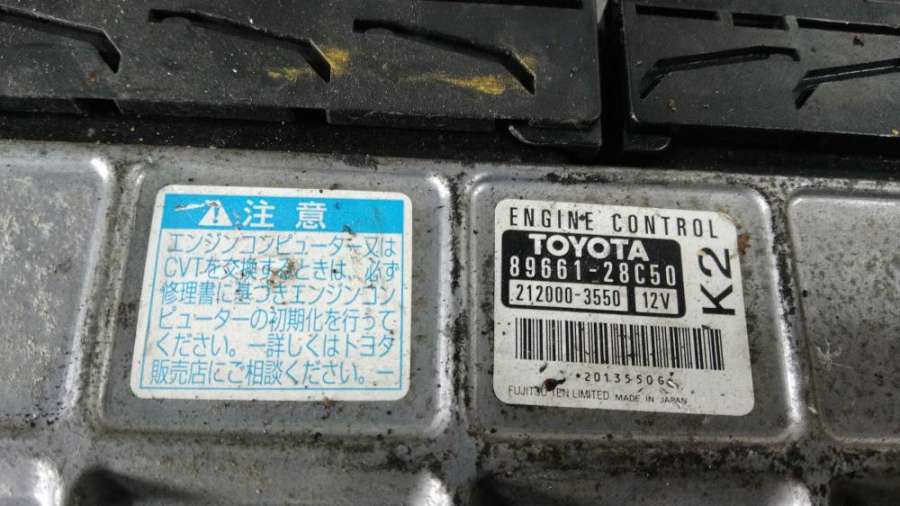 注意
エンジンコンピューター又は
CVTを交換するときは、必ず
修理書に基づきエンジンコン
ピューターの初期化を行って
ください。ー詳しくはトヨタ
販売店にご相談ください。ー
ENGINE CONTROL
TOYOTA
89661-28C50
212000-3550 12V
K2
*20135506
FUJITSU TEN LIMITED MADE IN JAPAN